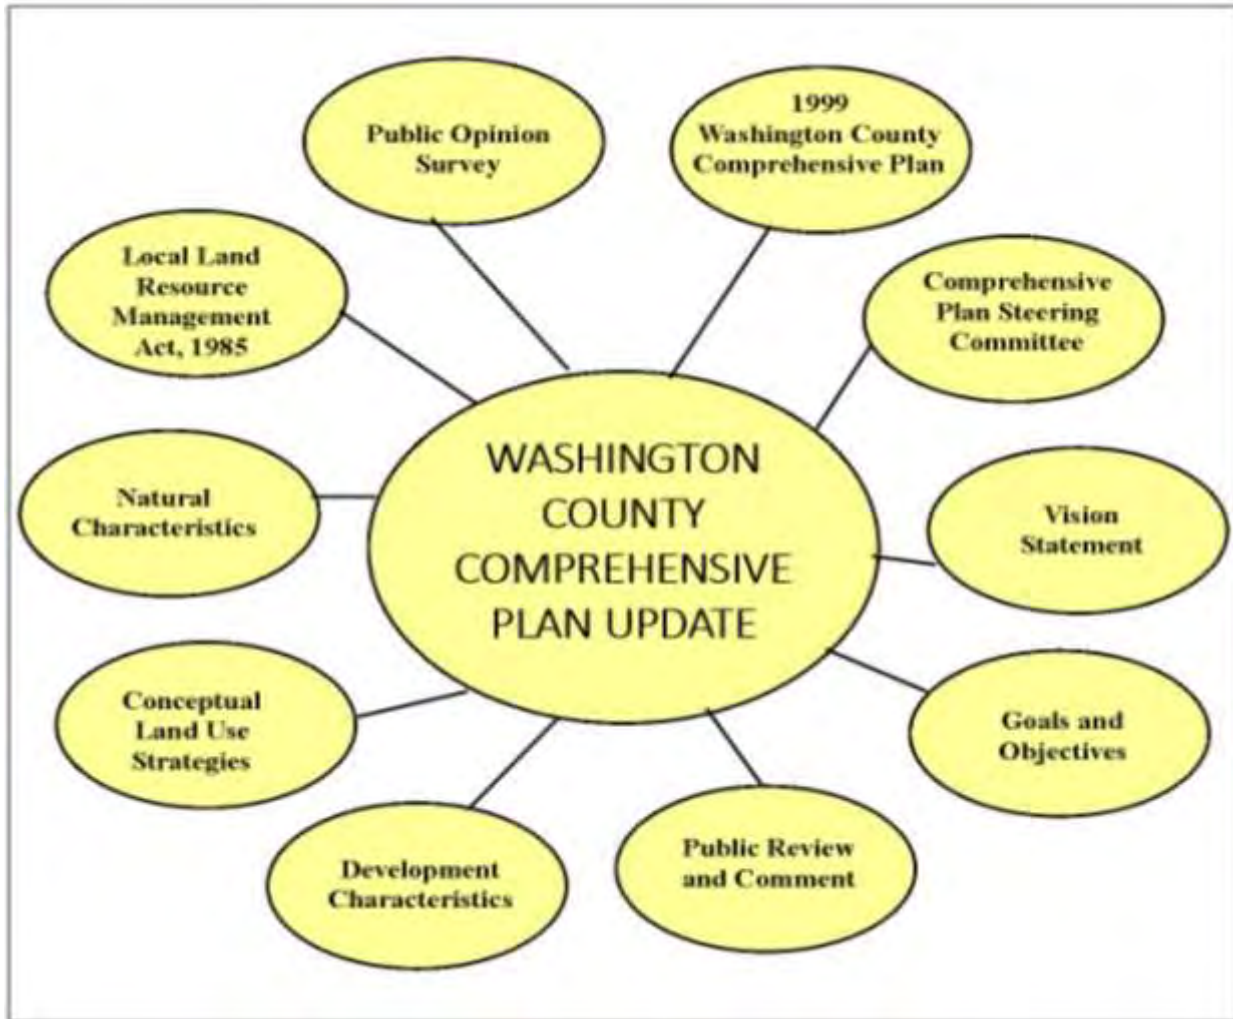 Public Opinion
Survey
1999
Washington County
Comprehensive Plan
Local Land
Resource
Management
Act, 1985
Comprehensive
Plan Steering
Committee
WASHINGTON
COUNTY
COMPREHENSIVE
PLAN UPDATE
Natural
Characteristics
Vision
Statement
Conceptual
Land Use
Strategies
Goals and
Objectives
Development
Characteristics
Public Review
and Comment